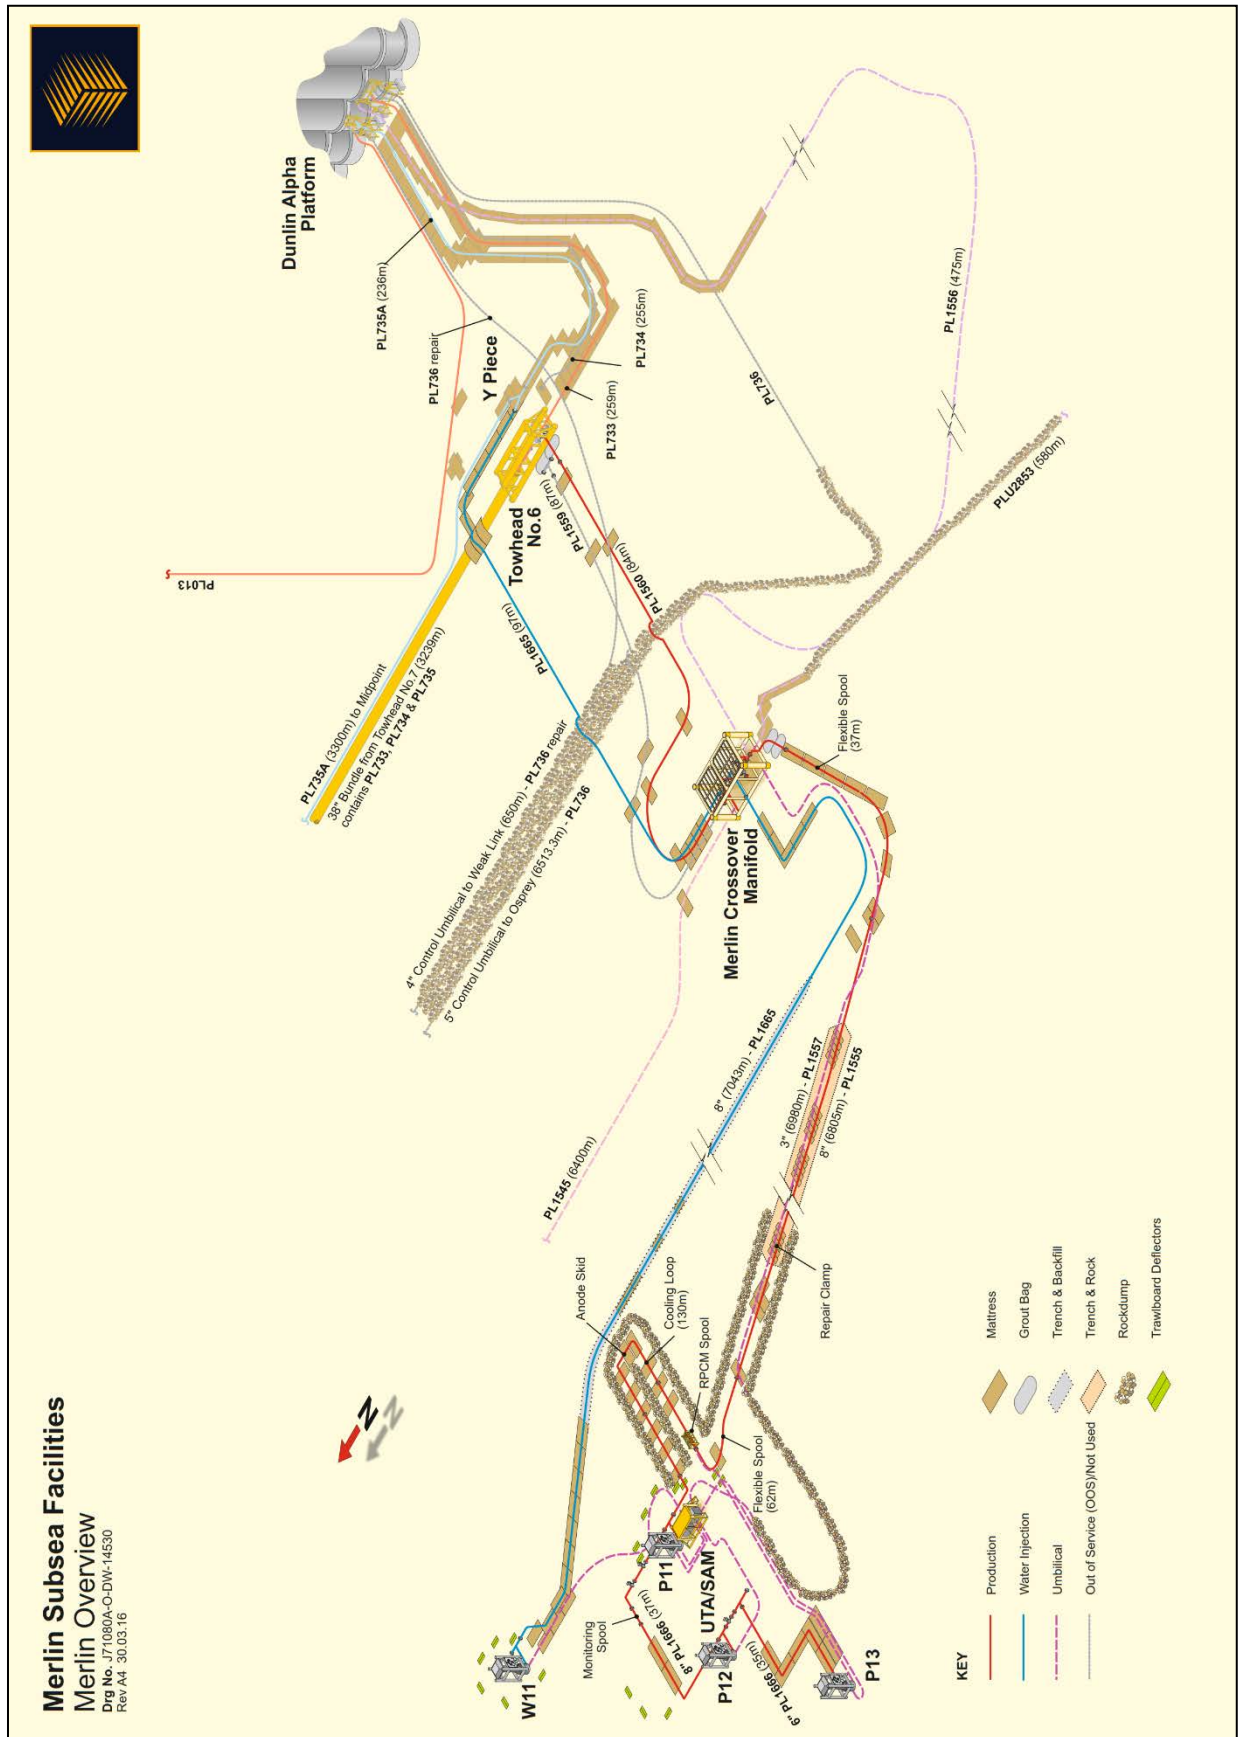 Merlin Subsea Facilities
Merlin Overview
Drg No. J71080A-O-DW-14530
Rev A4  30.03.16
N
N
Dunlin Alpha
Platform
PL735A (236m)
PL736 repair
Y Piece
PL734 (255m)
PL733 (259m)
PL013
Towhead
No.6
PL1559 (87m)
PL1560 (84m)
PL1665 (97m)
PL735A (3300m) to Midpoint
38" Bundle from Towhead No.7 (3239m)
contains PL733, PL734 & PL735
4" Control Umbilical to Weak Link (650m) - PL736 repair
5" Control Umbilical to Osprey (6513.3m) - PL736
PL736
PL1556 (475m)
PLU2853 (580m)
Flexible Spool
(37m)
Merlin Crossover
Manifold
PL1545 (6400m)
8" (7043m) - PL1665
3" (6980m) - PL1557
8" (6805m) - PL1555
Anode Skid
Cooling Loop
(130m)
RPCM Spool
Repair Clamp
Flexible Spool
(62m)
P11
UTA/SAM
Monitoring
Spool
8" PL1666 (37m)
W11
P12
6" PL1666 (35m)
P13
KEY
Production
Water Injection
Umbilical
Out of Service (OOS)/Not Used
Mattress
Grout Bag
Trench & Backfill
Trench & Rock
Rockdump
Trawlboard Deflectors